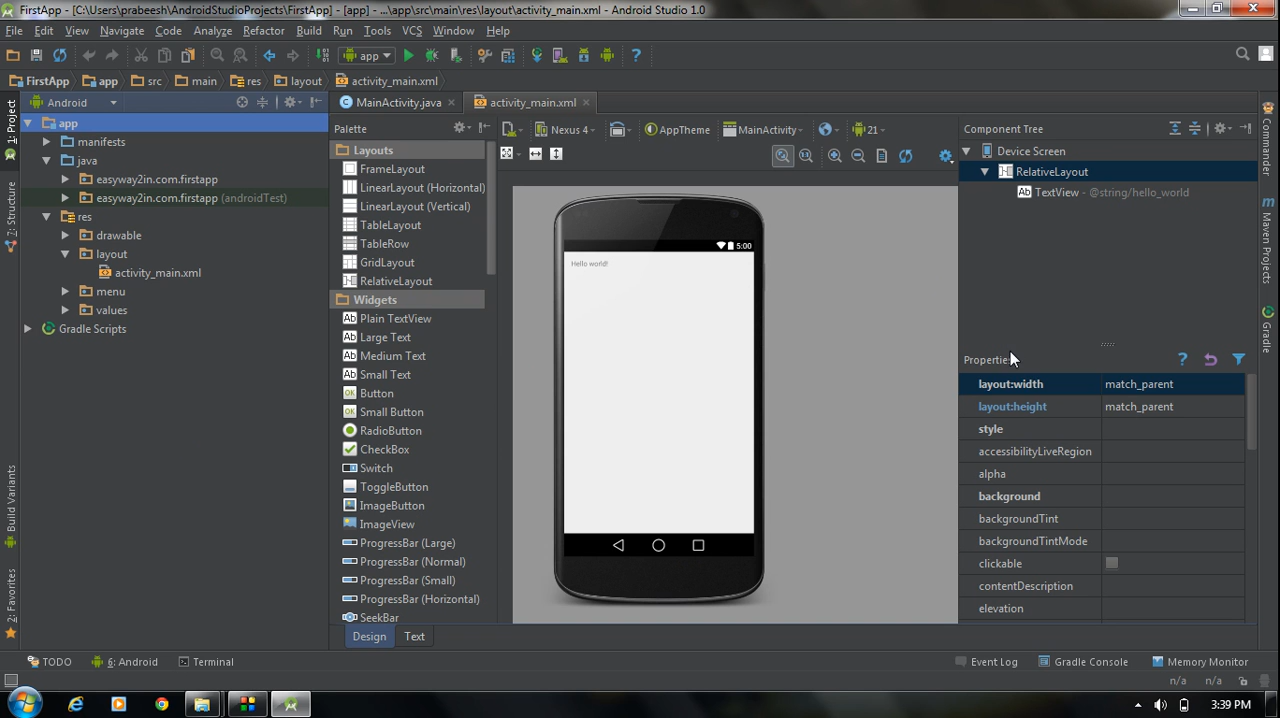 FirstApp - [C:\Users\prabeesh\AndroidStudioProjects\FirstApp] - [app] - ...\app\src\main\res\layout\activity_main.xml - Android Studio 1.0
File Edit View Navigate Code Analyze Refactor Build Run Tools VCS Window Help
app
FirstApp app src main res layout activity_main.xml
1: Project
7: Structure
Build Variants
2: Favorites
Android
app
manifests
java
easyway2in.com.firstapp
easyway2in.com.firstapp (androidTest)
res
drawable
layout
activity_main.xml
menu
values
Gradle Scripts
MainActivity.java activity_main.xml
Palette
Layouts
FrameLayout
LinearLayout (Horizontal)
LinearLayout (Vertical)
TableLayout
TableRow
GridLayout
RelativeLayout
Widgets
Plain TextView
Large Text
Medium Text
Small Text
Button
Small Button
RadioButton
CheckBox
Switch
ToggleButton
ImageButton
ImageView
ProgressBar (Large)
ProgressBar (Normal)
ProgressBar (Small)
ProgressBar (Horizontal)
SeekBar
Nexus 4 AppTheme MainActivity 21
5:00
Hello world!
Component Tree
Device Screen
RelativeLayout
TextView - @string/hello_world
Properties
layout:width match_parent
layout:height match_parent
style
accessibilityLiveRegion
alpha
background
backgroundTint
backgroundTintMode
clickable
contentDescription
elevation
Commander
Maven Projects
Gradle
Design Text
TODO 6: Android Terminal Event Log Gradle Console Memory Monitor
n/a n/a
3:39 PM